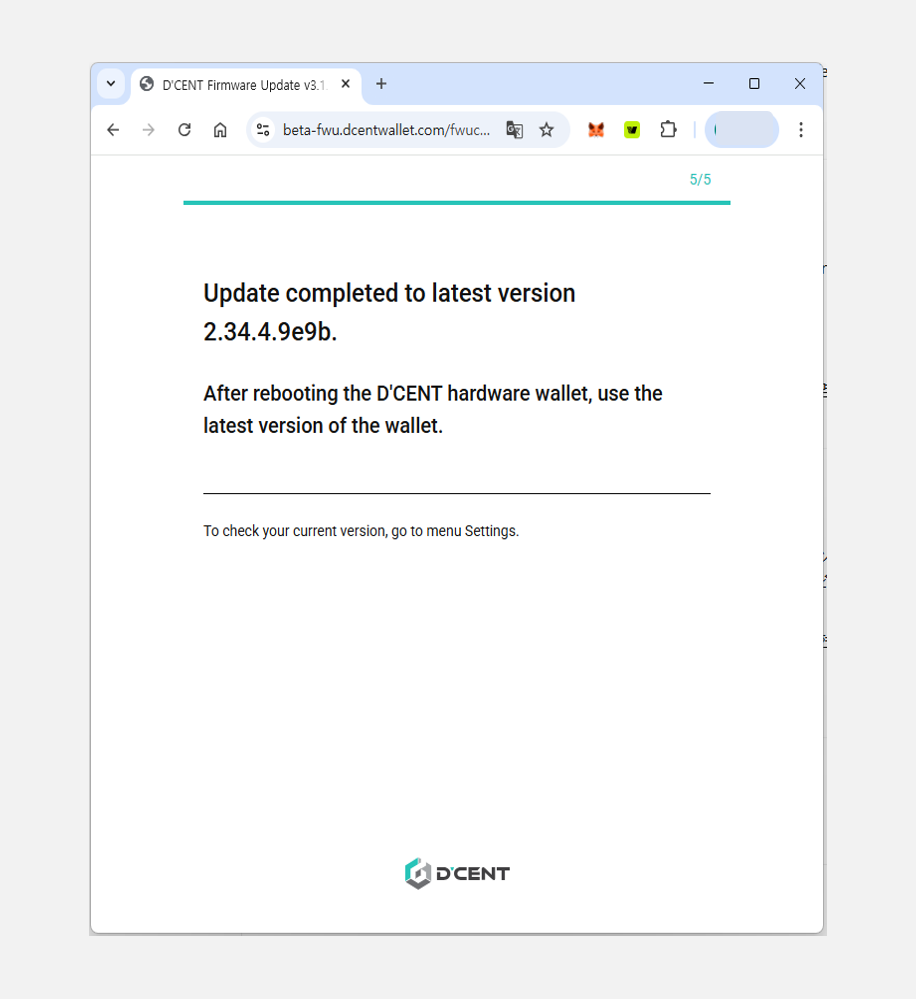 D'CENT Firmware Update v3.1
beta-fwu.dcentwallet.com/fwuc...
5/5
Update completed to latest version
2.34.4.9e9b.
After rebooting the D'CENT hardware wallet, use the
latest version of the wallet.
To check your current version, go to menu Settings.
D'CENT